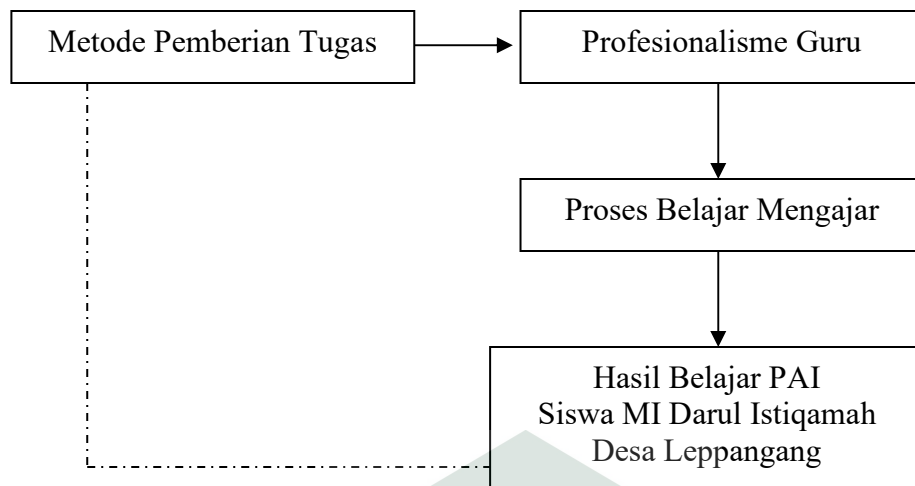 Metode Pemberian Tugas
Profesionalisme Guru
Proses Belajar Mengajar
Hasil Belajar PAI
Siswa MI Darul Istiqamah
Desa Leppangang